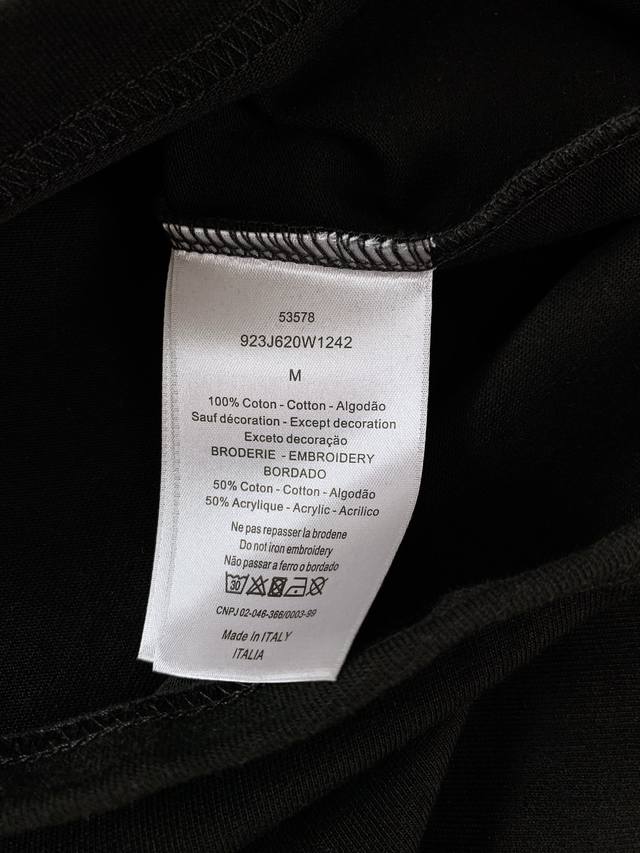 53578
923J620W1242
M
100% Coton - Cotton - Algodão
Sauf décoration - Except decoration
Exceto decoração
BRODERIE - EMBROIDERY
BORDADO
50% Coton - Cotton - Algodão
50% Acrylique - Acrylic - Acrilico
Ne pas repasser la brodene
Do not iron embroidery
Não passar a ferro o bordado
30
CNPJ 02-046-366/0003-99
Made in ITALY
ITALIA